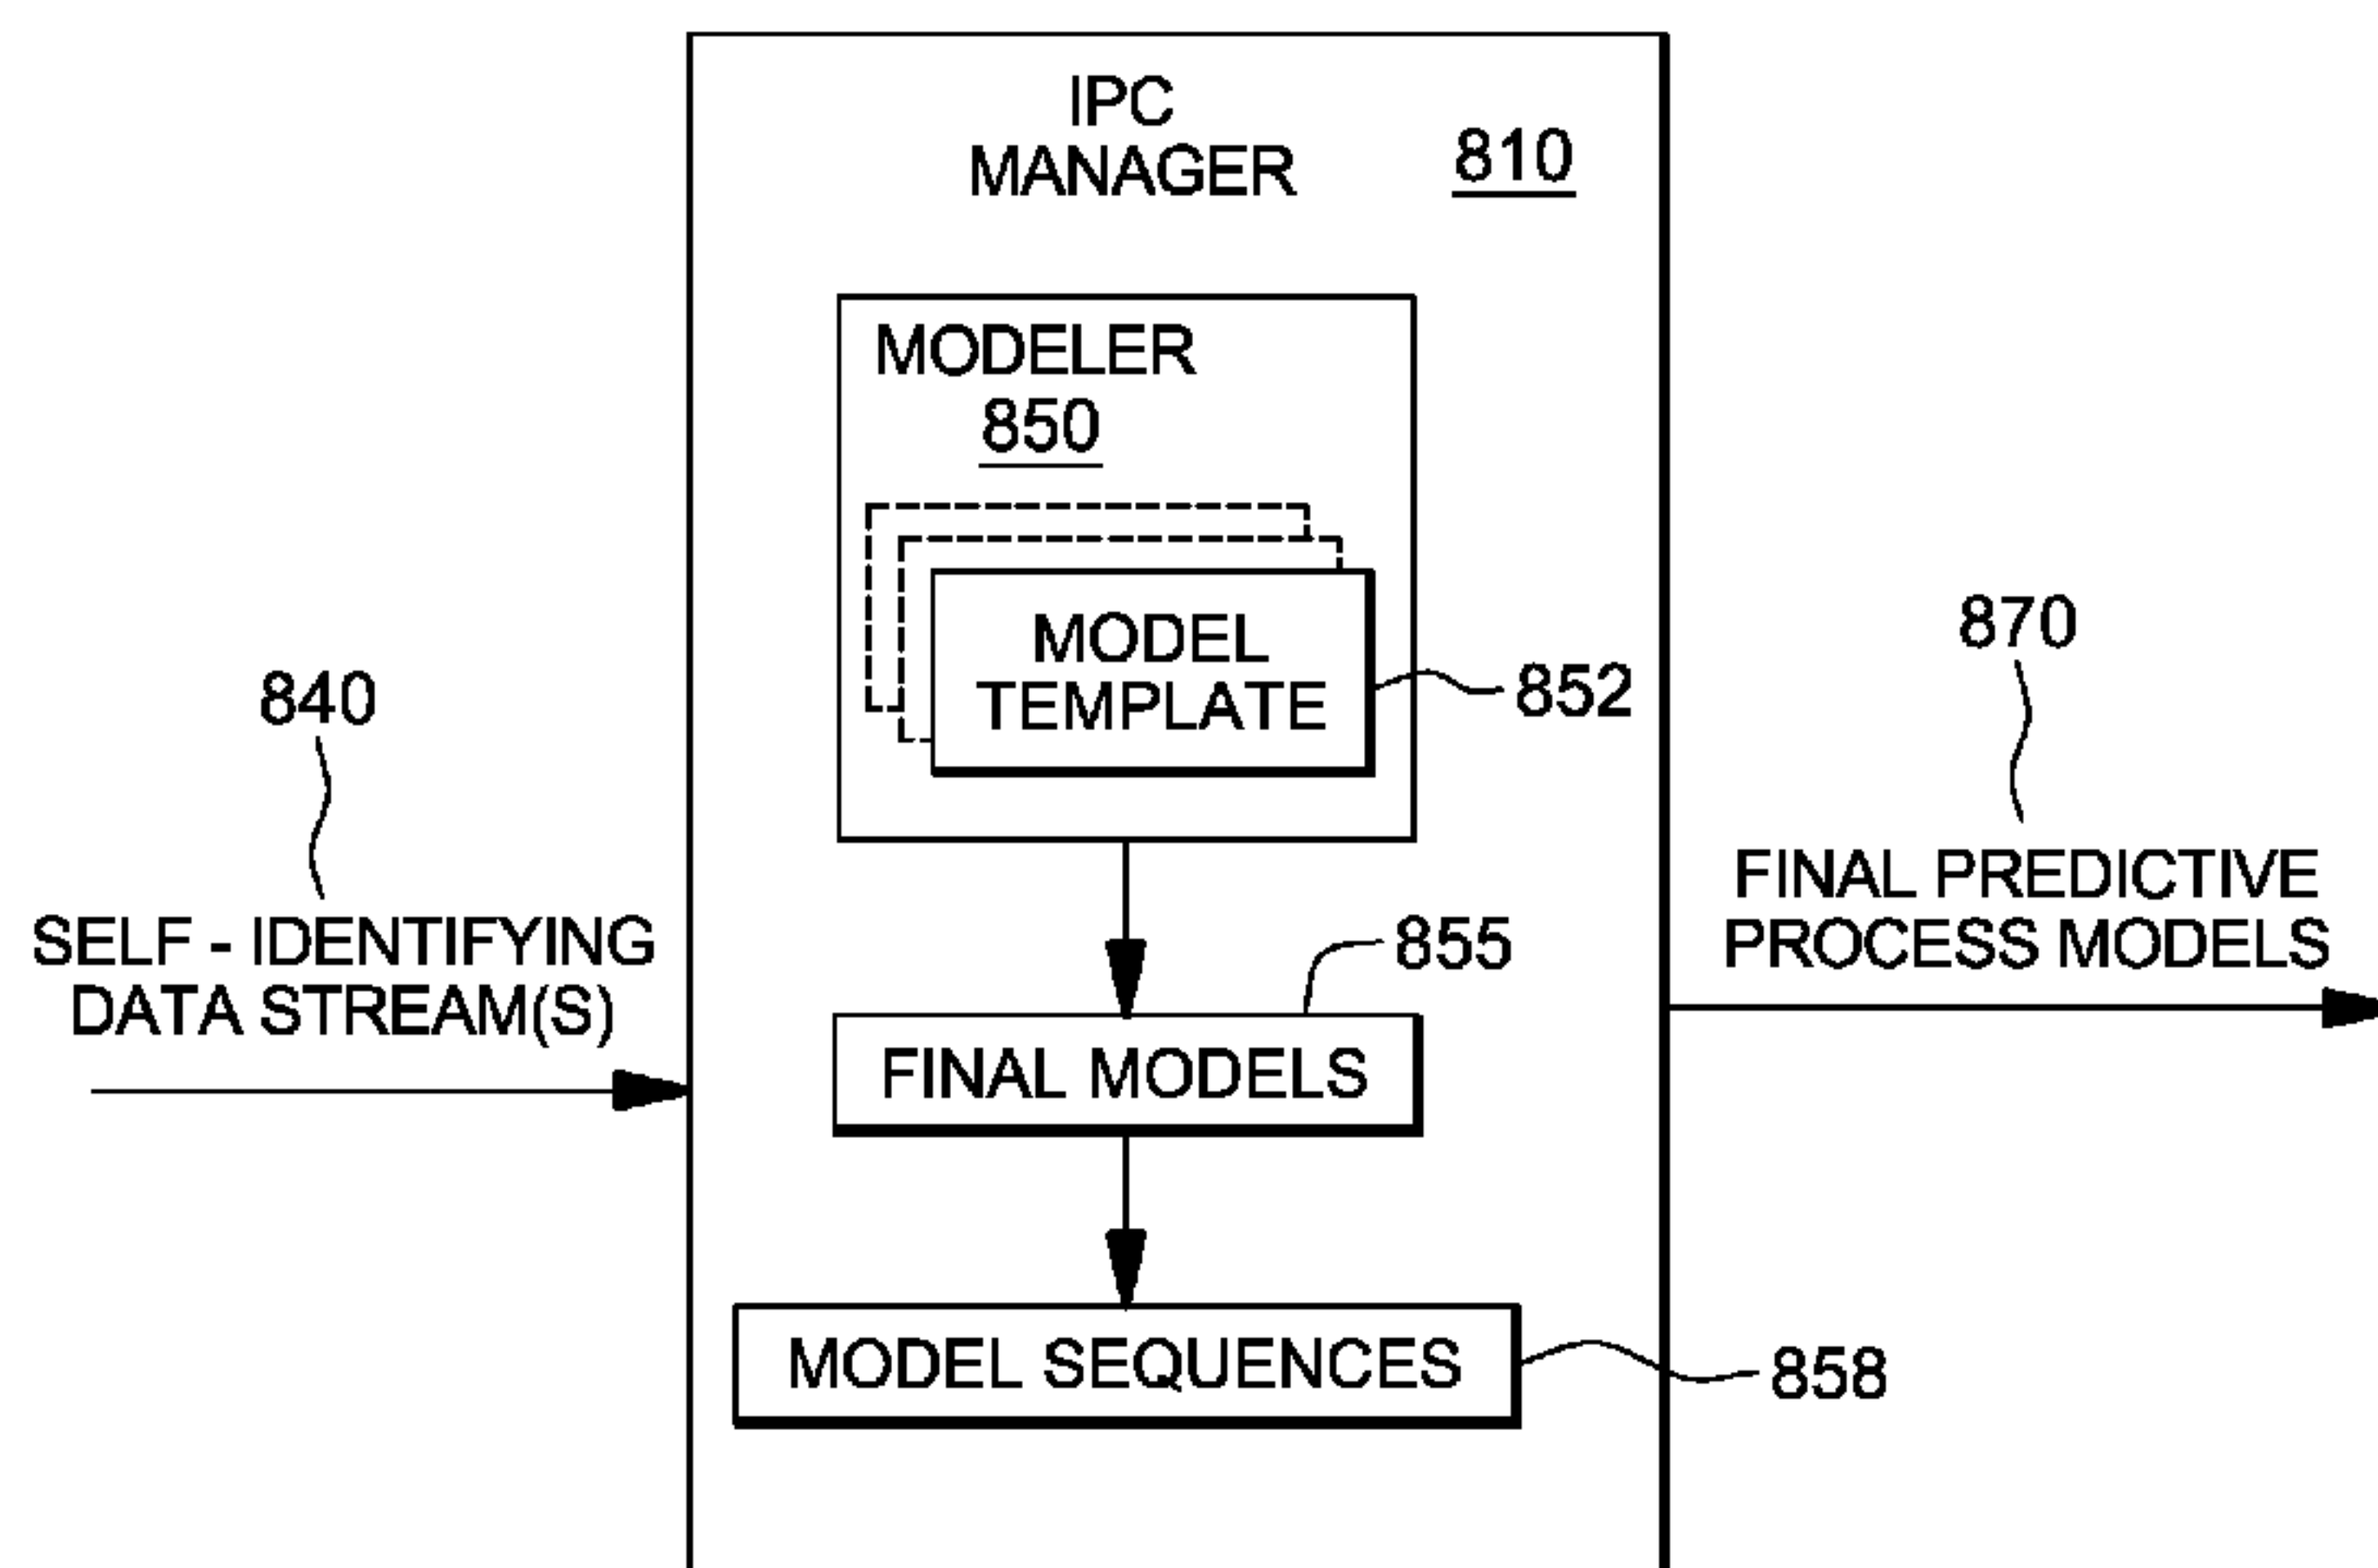 IPC
MANAGER
810
MODELER
850
MODEL
TEMPLATE
852
840
SELF - IDENTIFYING
DATA STREAM(S)
870
FINAL PREDICTIVE
PROCESS MODELS
855
FINAL MODELS
MODEL SEQUENCES
858